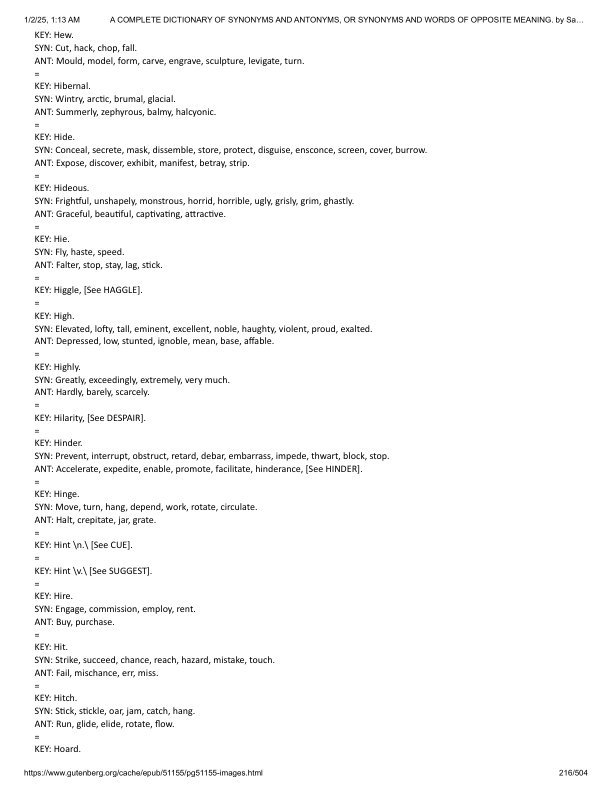 1/2/25, 1:13 AM A COMPLETE DICTIONARY OF SYNONYMS AND ANTONYMS, OR SYNONYMS AND WORDS OF OPPOSITE MEANING. by Sa…
KEY: Hew.
SYN: Cut, hack, chop, fall.
ANT: Mould, model, form, carve, engrave, sculpture, levigate, turn.
=
KEY: Hibernal.
SYN: Wintry, arctic, brumal, glacial.
ANT: Summerly, zephyrous, balmy, halcyonic.
=
KEY: Hide.
SYN: Conceal, secrete, mask, dissemble, store, protect, disguise, ensconce, screen, cover, burrow.
ANT: Expose, discover, exhibit, manifest, betray, strip.
=
KEY: Hideous.
SYN: Frightful, unshapely, monstrous, horrid, horrible, ugly, grisly, grim, ghastly.
ANT: Graceful, beautiful, captivating, attractive.
=
KEY: Hie.
SYN: Fly, haste, speed.
ANT: Falter, stop, stay, lag, stick.
=
KEY: Higgle, [See HAGGLE].
=
KEY: High.
SYN: Elevated, lofty, tall, eminent, excellent, noble, haughty, violent, proud, exalted.
ANT: Depressed, low, stunted, ignoble, mean, base, affable.
=
KEY: Highly.
SYN: Greatly, exceedingly, extremely, very much.
ANT: Hardly, barely, scarcely.
=
KEY: Hilarity, [See DESPAIR].
=
KEY: Hinder.
SYN: Prevent, interrupt, obstruct, retard, debar, embarrass, impede, thwart, block, stop.
ANT: Accelerate, expedite, enable, promote, facilitate, hinderance, [See HINDER].
=
KEY: Hinge.
SYN: Move, turn, hang, depend, work, rotate, circulate.
ANT: Halt, crepitate, jar, grate.
=
KEY: Hint \n.\ [See CUE].
=
KEY: Hint \v.\ [See SUGGEST].
=
KEY: Hire.
SYN: Engage, commission, employ, rent.
ANT: Buy, purchase.
=
KEY: Hit.
SYN: Strike, succeed, chance, reach, hazard, mistake, touch.
ANT: Fail, mischance, err, miss.
=
KEY: Hitch.
SYN: Stick, stickle, oar, jam, catch, hang.
ANT: Run, glide, elide, rotate, flow.
=
KEY: Hoard.
https://www.gutenberg.org/cache/epub/51155/pg51155-images.html 216/504